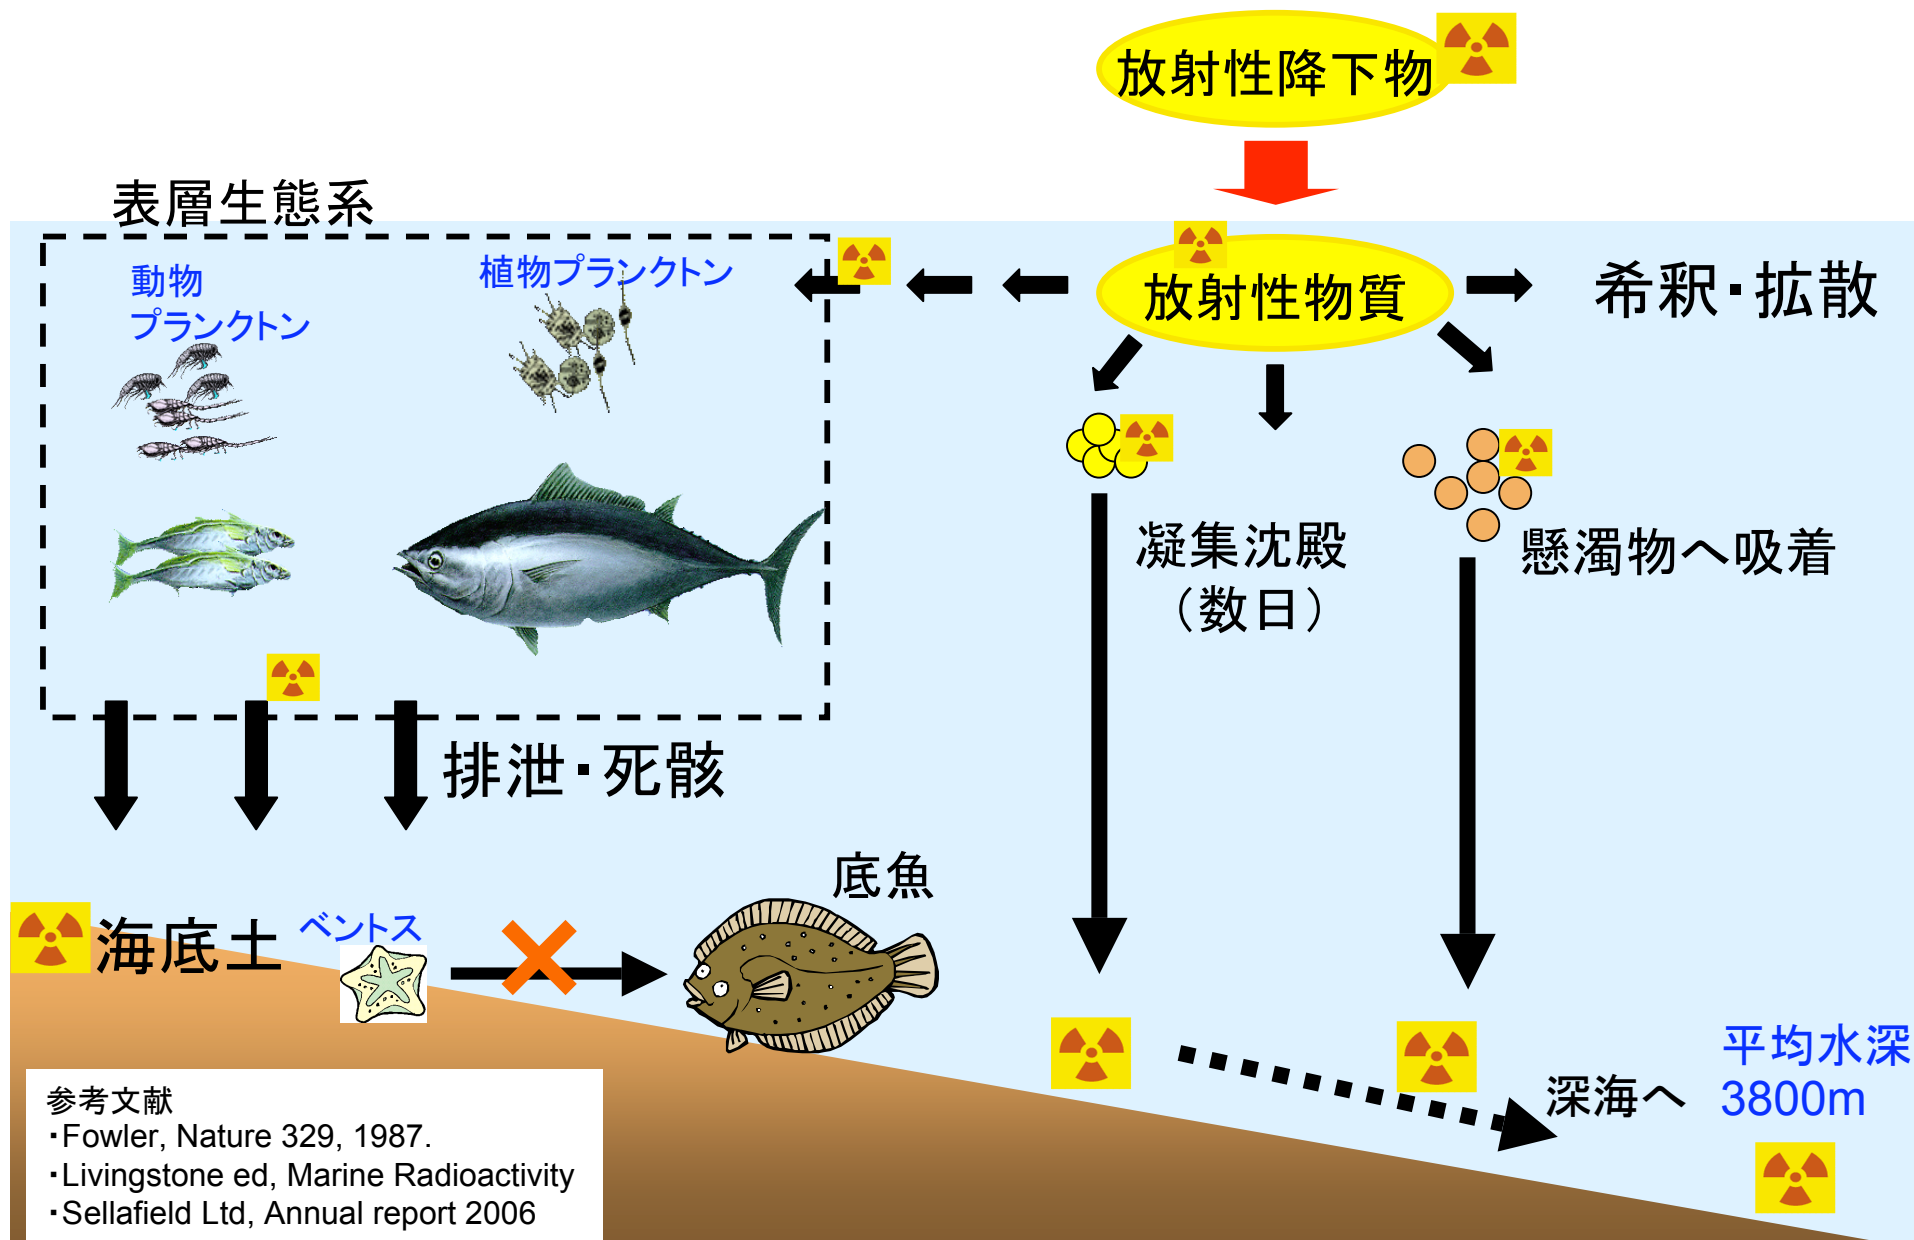 放射性降下物
表層生態系
動物
プランクトン
植物プランクトン
放射性物質
希釈・拡散
凝集沈殿
（数日）
懸濁物へ吸着
排泄・死骸
底魚
海底土
ベントス
平均水深
3800m
深海へ
参考文献
・Fowler, Nature 329, 1987.
・Livingstone ed, Marine Radioactivity
・Sellafield Ltd, Annual report 2006